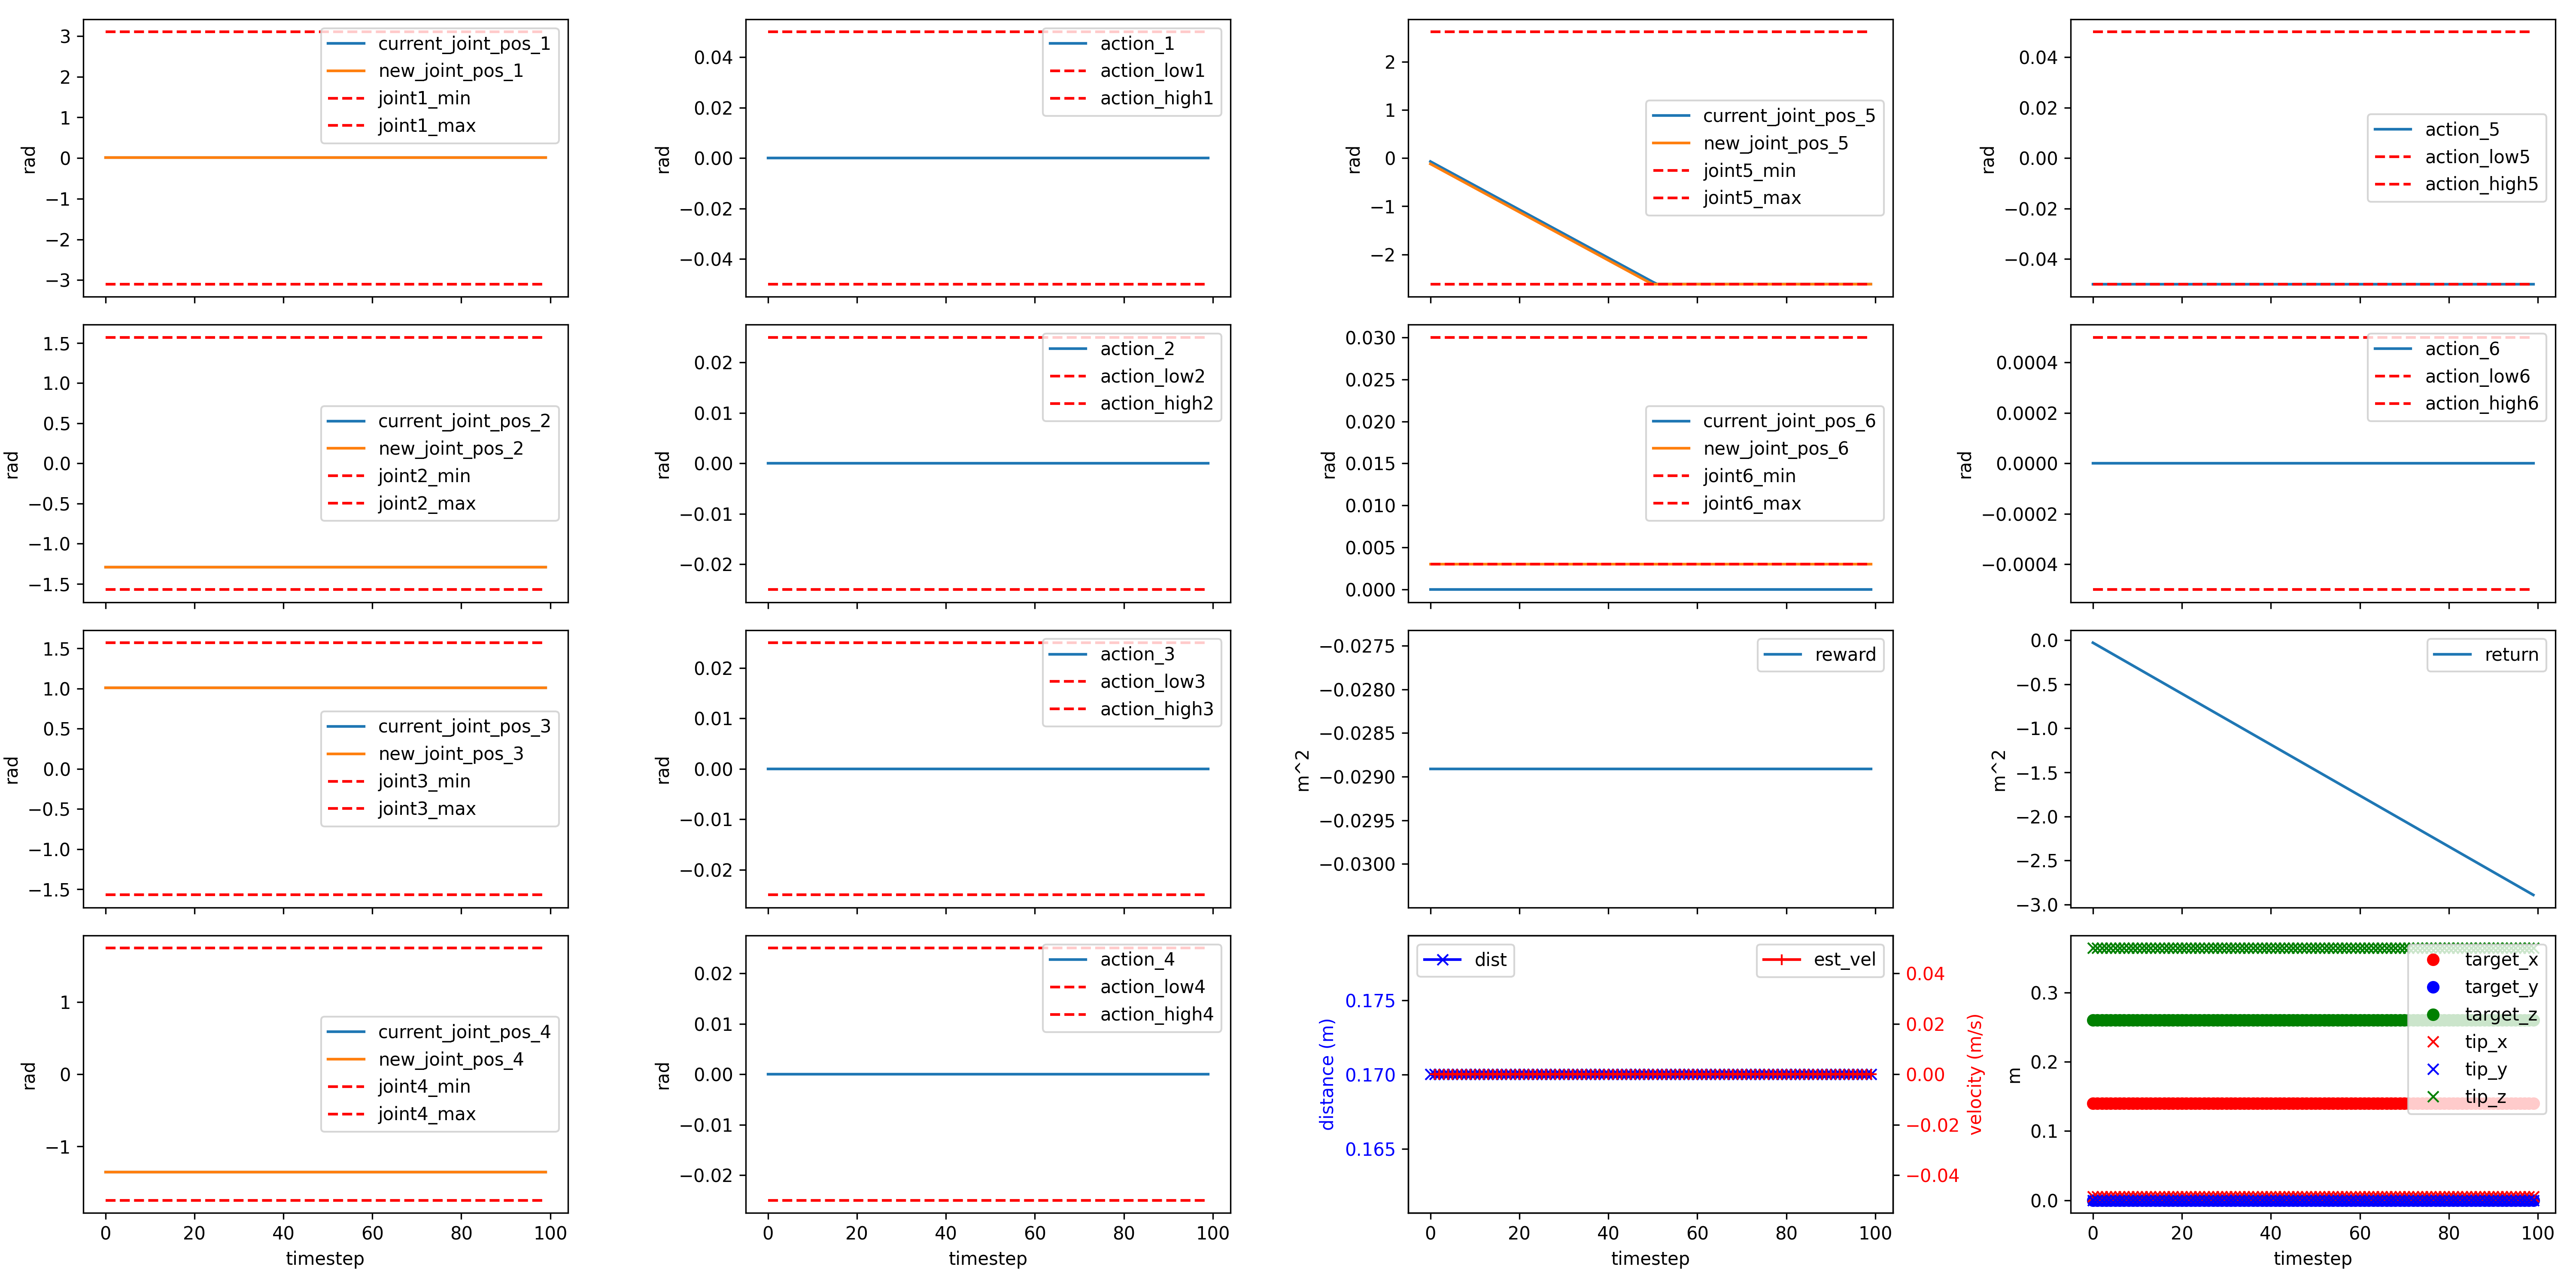 3
2
1
0
−1
−2
−3
rad
current_joint_pos_1
new_joint_pos_1
joint1_min
joint1_max
0.04
0.02
0.00
−0.02
−0.04
rad
action_1
action_low1
action_high1
2
1
0
−1
−2
rad
current_joint_pos_5
new_joint_pos_5
joint5_min
joint5_max
0.04
0.02
0.00
−0.02
−0.04
rad
action_5
action_low5
action_high5
1.5
1.0
0.5
0.0
−0.5
−1.0
−1.5
rad
current_joint_pos_2
new_joint_pos_2
joint2_min
joint2_max
0.02
0.01
0.00
−0.01
−0.02
rad
action_2
action_low2
action_high2
0.030
0.025
0.020
0.015
0.010
0.005
0.000
rad
current_joint_pos_6
new_joint_pos_6
joint6_min
joint6_max
0.0004
0.0002
0.0000
−0.0002
−0.0004
rad
action_6
action_low6
action_high6
1.5
1.0
0.5
0.0
−0.5
−1.0
−1.5
rad
current_joint_pos_3
new_joint_pos_3
joint3_min
joint3_max
0.02
0.01
0.00
−0.01
−0.02
rad
action_3
action_low3
action_high3
−0.0275
−0.0280
−0.0285
−0.0290
−0.0295
−0.0300
m^2
reward
0.0
−0.5
−1.0
−1.5
−2.0
−2.5
−3.0
m^2
return
1
0
−1
rad
current_joint_pos_4
new_joint_pos_4
joint4_min
joint4_max
0 20 40 60 80 100
timestep
0.02
0.01
0.00
−0.01
−0.02
rad
action_4
action_low4
action_high4
0 20 40 60 80 100
timestep
0.175
0.170
0.165
distance (m)
dist
est_vel
0.04
0.02
0.00
−0.02
−0.04
velocity (m/s)
0 20 40 60 80 100
timestep
0.3
0.2
0.1
0.0
m
target_x
target_y
target_z
tip_x
tip_y
tip_z
0 20 40 60 80 100
timestep